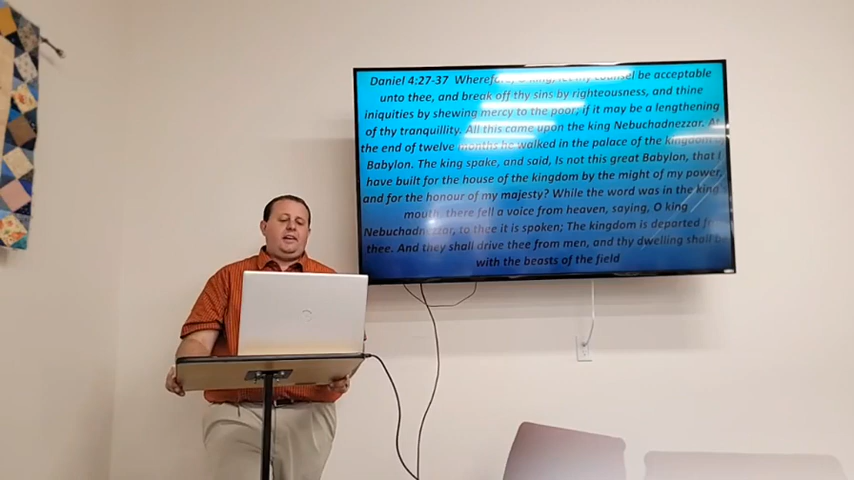 Daniel 4:27-37 Wherefore, O king, let my counsel be acceptable
unto thee, and break off thy sins by righteousness, and thine
iniquities by shewing mercy to the poor; if it may be a lengthening
of thy tranquillity. All this came upon the king Nebuchadnezzar. At
the end of twelve months he walked in the palace of the kingdom of
Babylon. The king spake, and said, Is not this great Babylon, that I
have built for the house of the kingdom by the might of my power,
and for the honour of my majesty? While the word was in the king's
mouth, there fell a voice from heaven, saying, O king
Nebuchadnezzar, to thee it is spoken; The kingdom is departed from
thee. And they shall drive thee from men, and thy dwelling shall be
with the beasts of the field